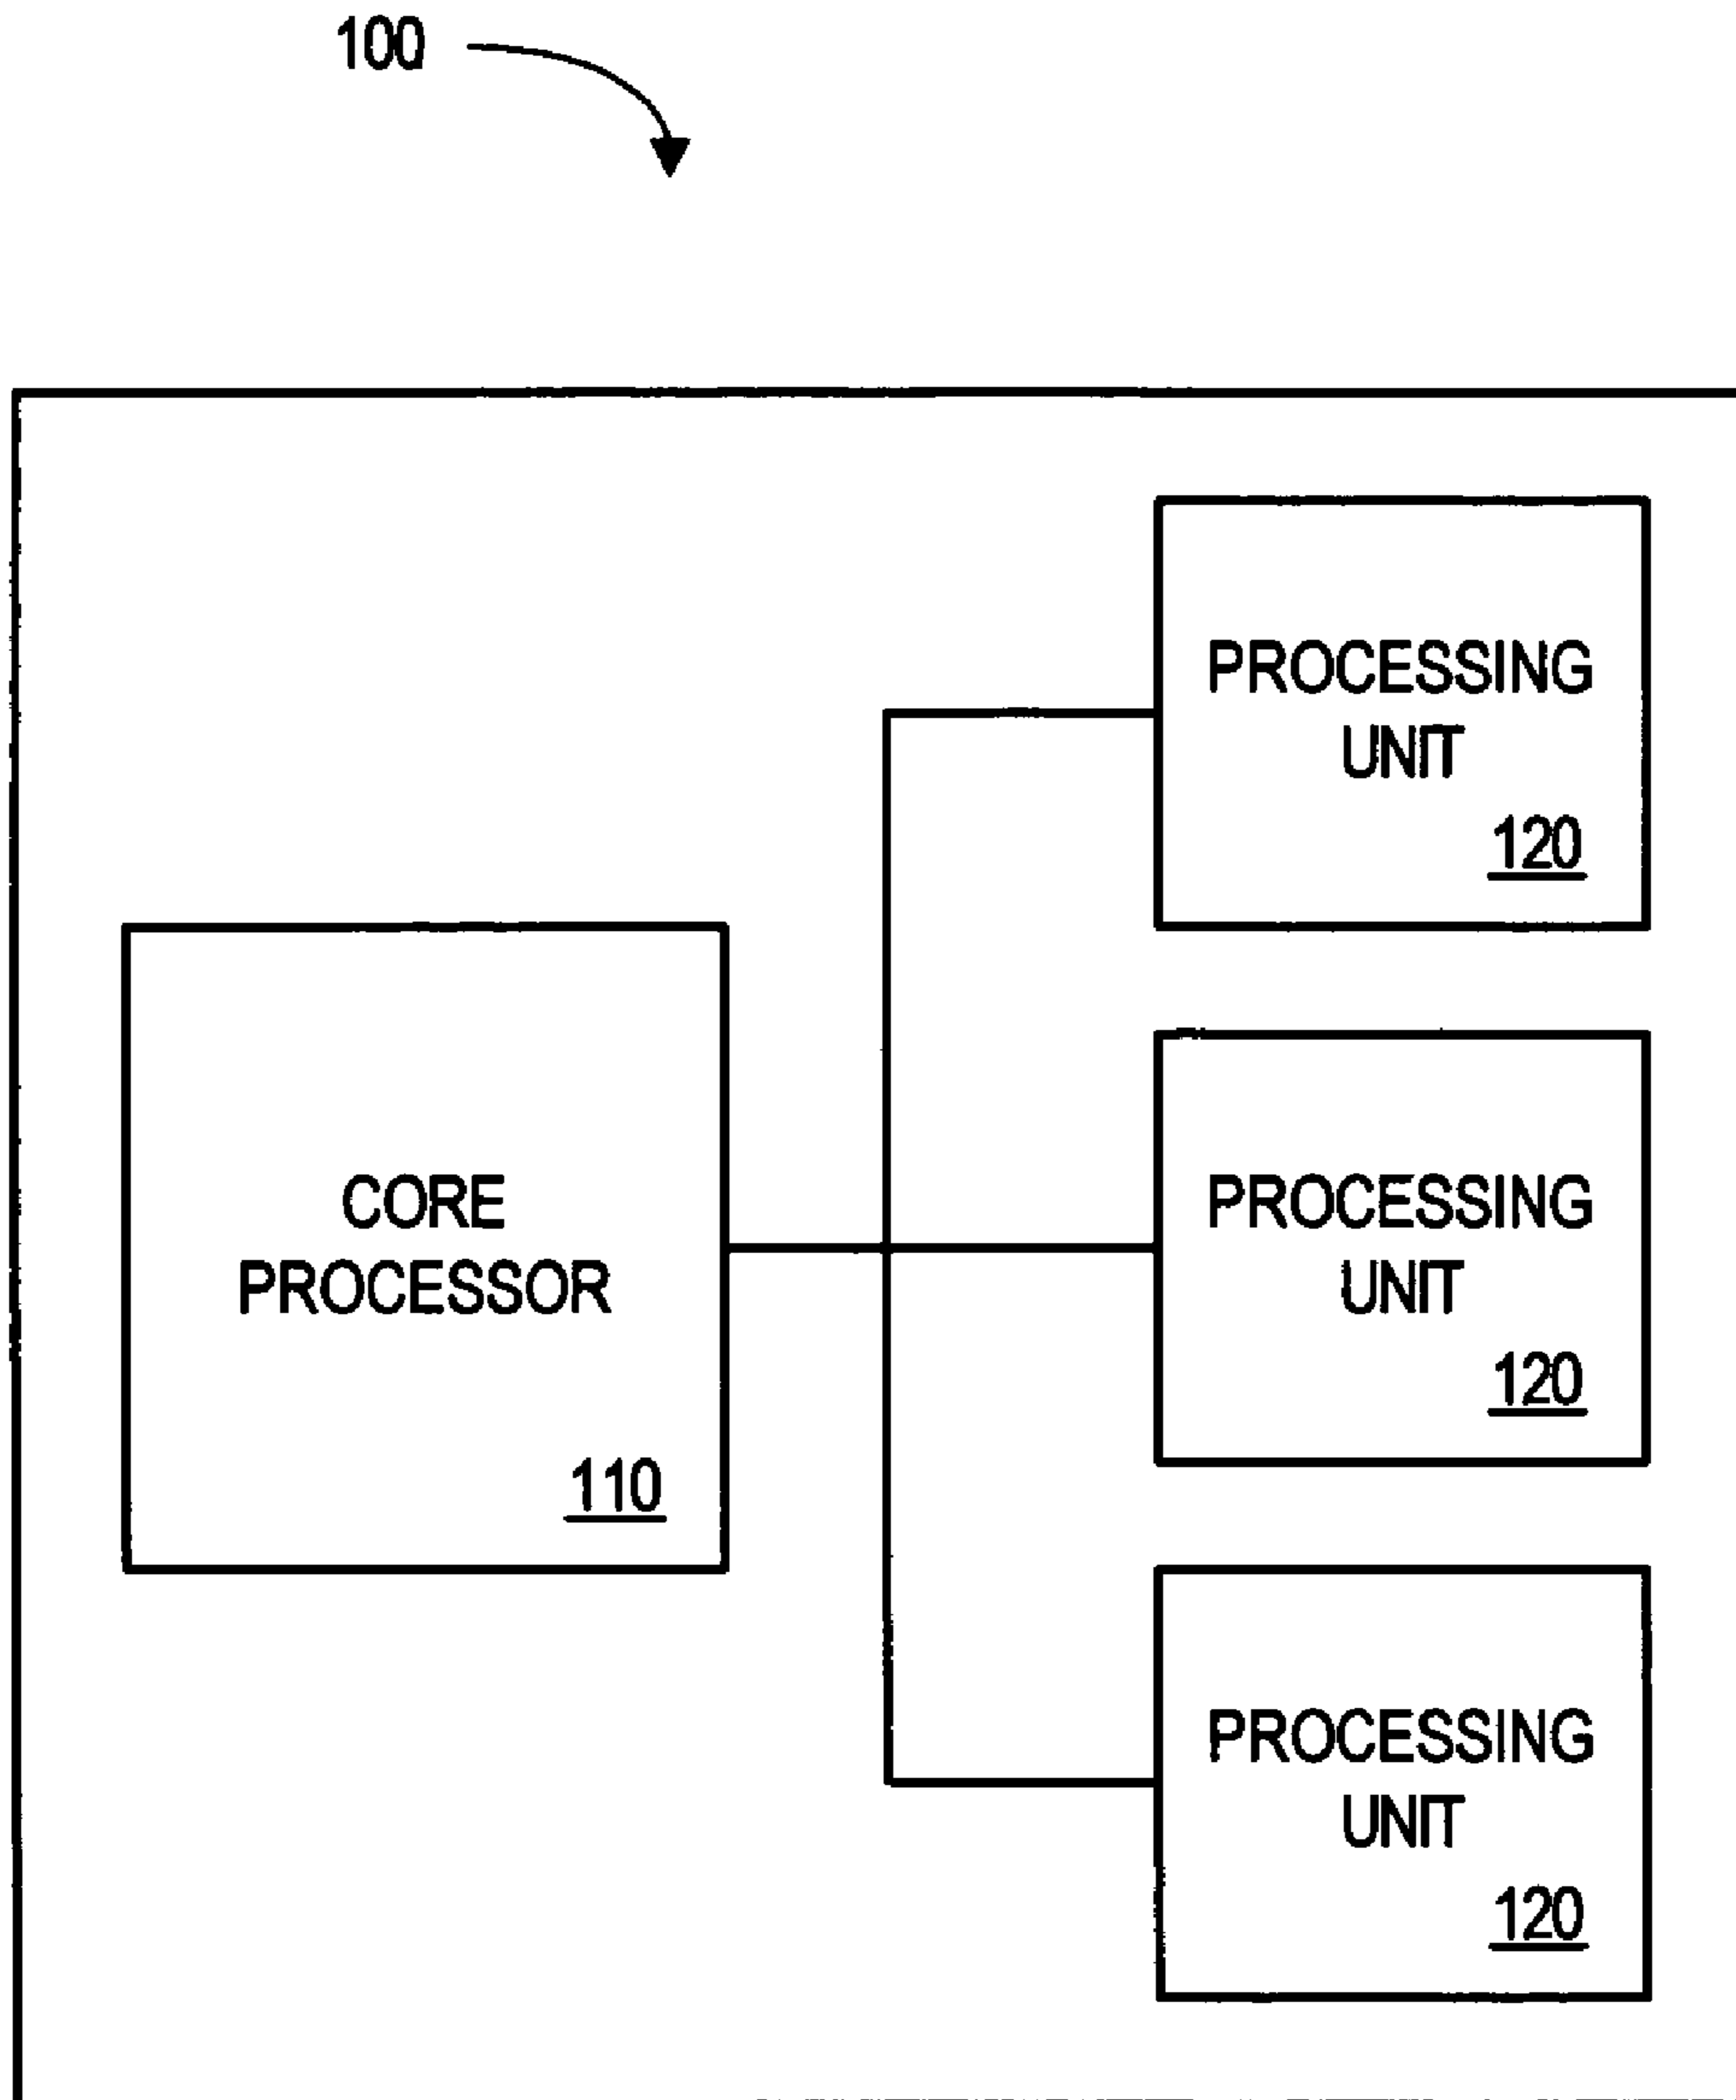 100
PROCESSING
UNIT
120
CORE
PROCESSOR
110
PROCESSING
UNIT
120
PROCESSING
UNIT
120